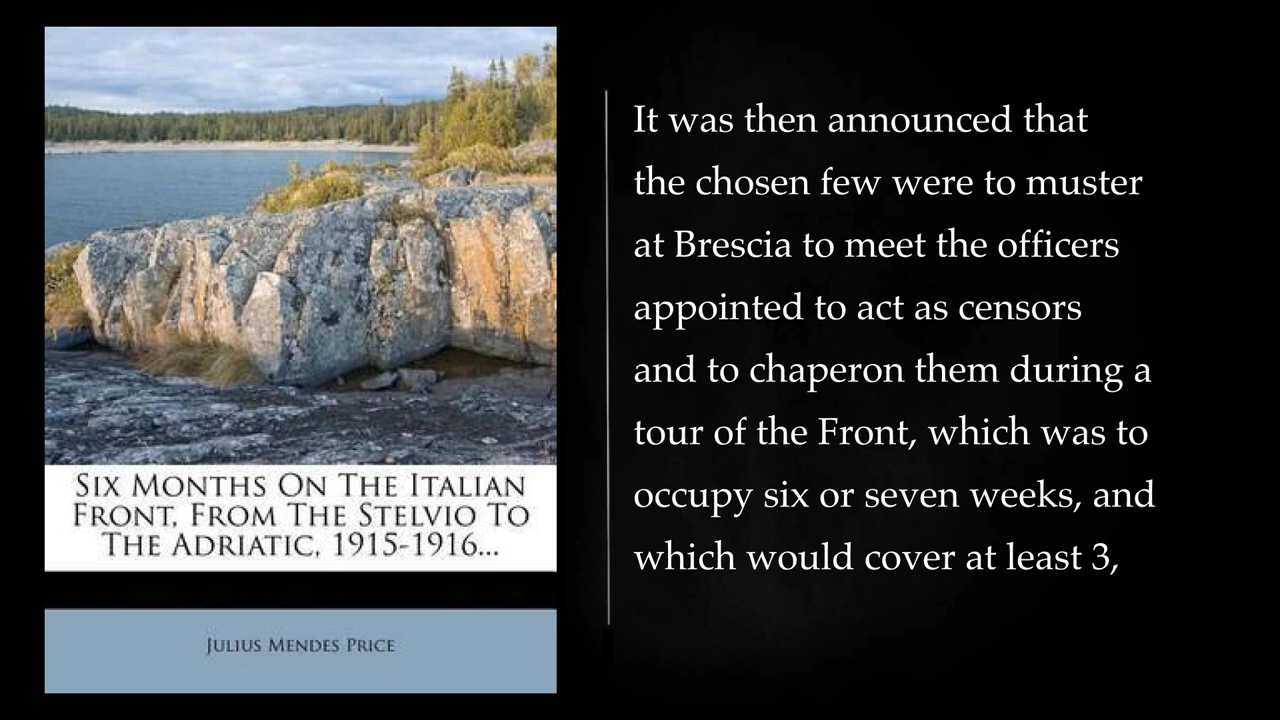 Six Months On The Italian
Front, From The Stelvio To
The Adriatic, 1915-1916...
Julius Mendes Price
It was then announced that
the chosen few were to muster
at Brescia to meet the officers
appointed to act as censors
and to chaperon them during a
tour of the Front, which was to
occupy six or seven weeks, and
which would cover at least 3,